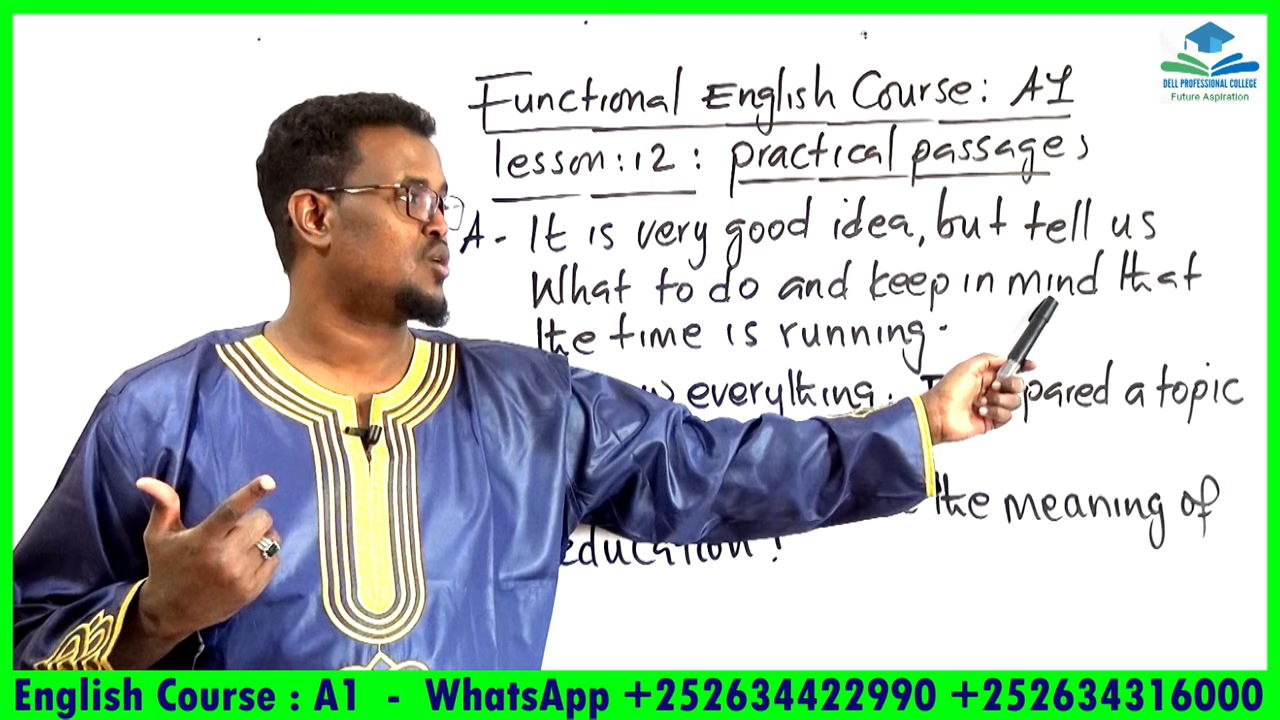 DELL PROFESSIONAL COLLEGE
Future Aspiration
Functional English Course: A1
lesson:12: practical passages
A- It is very good idea, but tell us
What to do and keep in mind that
the time is running.
everything. pared a topic
the meaning of
education?
English Course : A1 - WhatsApp +252634422990 +252634316000